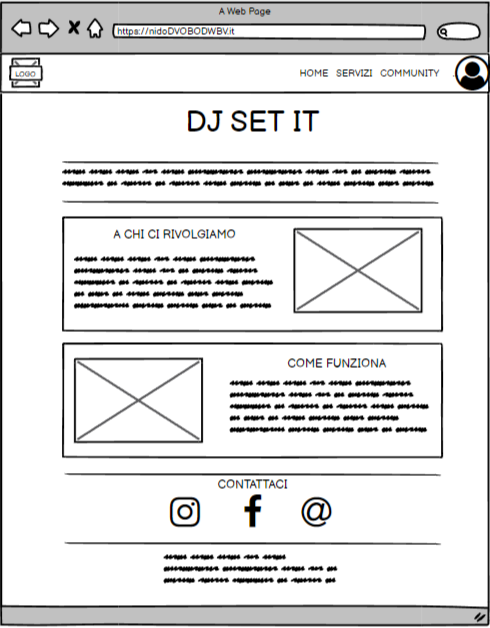 A Web Page
https://nidoDVOBODWBV.it
LOGO
HOME SERVIZI COMMUNITY
DJ SET IT
A CHI CI RIVOLGIAMO
COME FUNZIONA
CONTATTACI